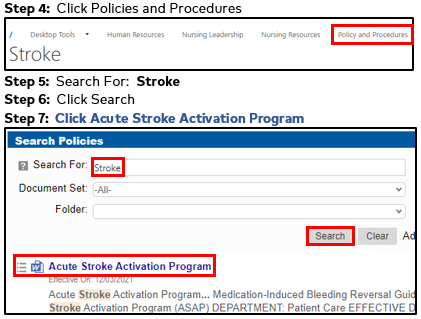 Step 4: Click Policies and Procedures
/ Desktop Tools Human Resources Nursing Leadership Nursing Resources Policy and Procedures
Stroke
Step 5: Search For: Stroke
Step 6: Click Search
Step 7: Click Acute Stroke Activation Program
Search Policies
? Search For: Stroke
Document Set: -All-
Folder:
Search Clear Ad
Acute Stroke Activation Program
Effective On: 12/03/2021
Acute Stroke Activation Program... Medication-Induced Bleeding Reversal Guid
Stroke Activation Program (ASAP) DEPARTMENT: Patient Care EFFECTIVE D